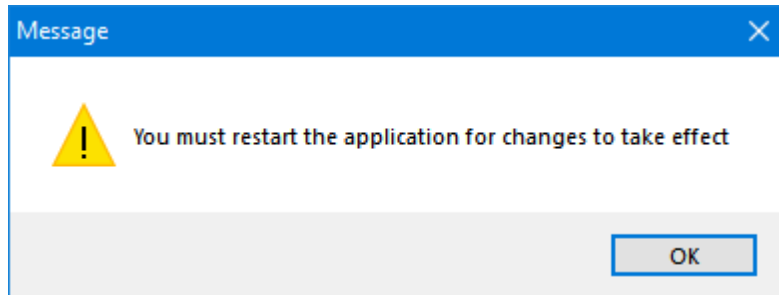 Message
You must restart the application for changes to take effect
OK